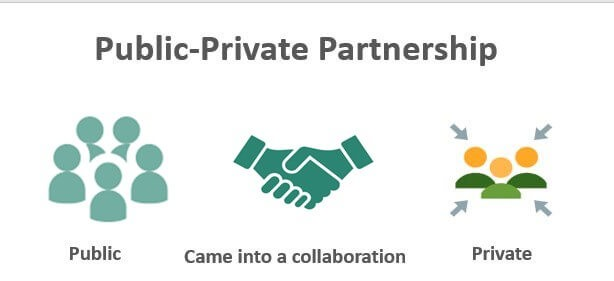 Public-Private Partnership
Public
Came into a collaboration
Private